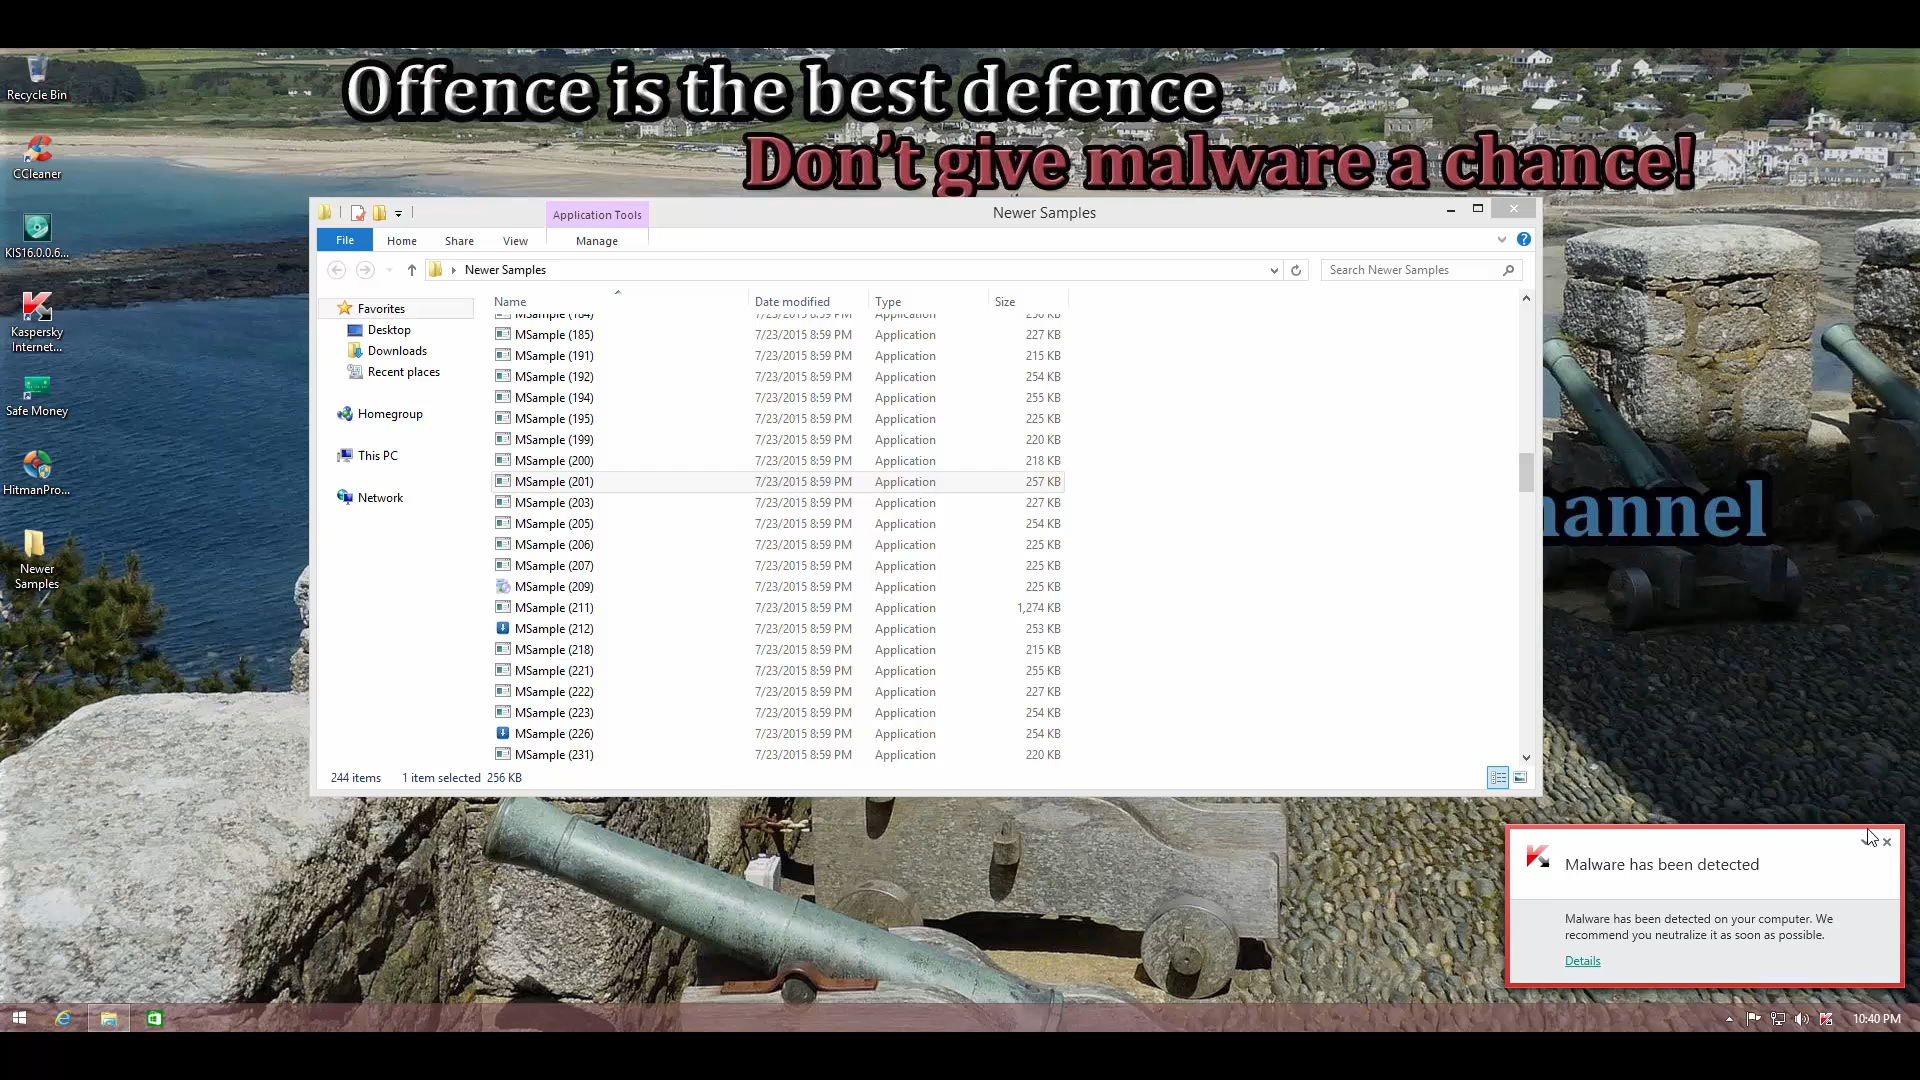 Offence is the best defence
Don't give malware a chance!
Recycle Bin
CCleaner
KIS16.0.0.6...
Kaspersky
Internet...
Safe Money
HitmanPro...
Newer
Samples
Application Tools
Newer Samples
File Home Share View Manage
Newer Samples
Search Newer Samples
Favorites
Desktop
Downloads
Recent places
Homegroup
This PC
Network
Name Date modified Type Size
MSample (184) 7/23/2015 8:59 PM Application 256 KB
MSample (185) 7/23/2015 8:59 PM Application 227 KB
MSample (191) 7/23/2015 8:59 PM Application 215 KB
MSample (192) 7/23/2015 8:59 PM Application 254 KB
MSample (194) 7/23/2015 8:59 PM Application 255 KB
MSample (195) 7/23/2015 8:59 PM Application 225 KB
MSample (199) 7/23/2015 8:59 PM Application 220 KB
MSample (200) 7/23/2015 8:59 PM Application 218 KB
MSample (201) 7/23/2015 8:59 PM Application 257 KB
MSample (203) 7/23/2015 8:59 PM Application 227 KB
MSample (205) 7/23/2015 8:59 PM Application 254 KB
MSample (206) 7/23/2015 8:59 PM Application 225 KB
MSample (207) 7/23/2015 8:59 PM Application 225 KB
MSample (209) 7/23/2015 8:59 PM Application 225 KB
MSample (211) 7/23/2015 8:59 PM Application 1,274 KB
MSample (212) 7/23/2015 8:59 PM Application 253 KB
MSample (218) 7/23/2015 8:59 PM Application 215 KB
MSample (221) 7/23/2015 8:59 PM Application 255 KB
MSample (222) 7/23/2015 8:59 PM Application 227 KB
MSample (223) 7/23/2015 8:59 PM Application 254 KB
MSample (226) 7/23/2015 8:59 PM Application 254 KB
MSample (231) 7/23/2015 8:59 PM Application 220 KB
244 items 1 item selected 256 KB
hannel
Malware has been detected
Malware has been detected on your computer. We
recommend you neutralize it as soon as possible.
Details
10:40 PM